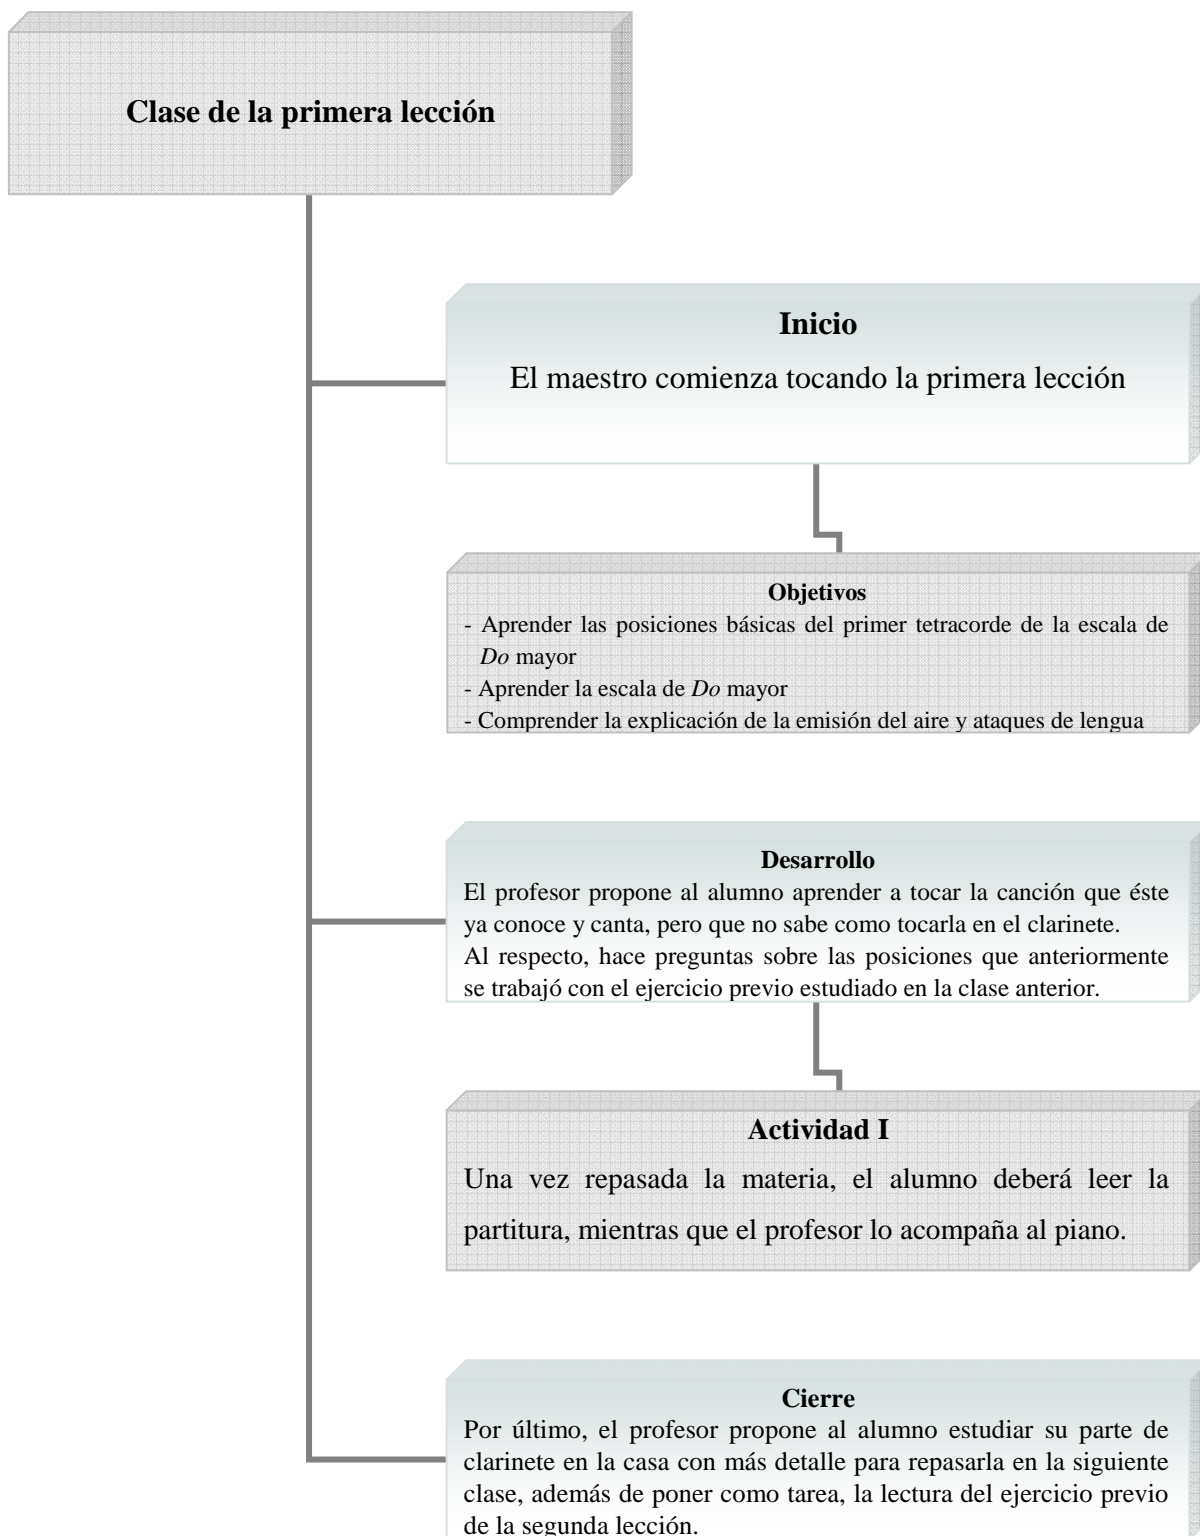 Clase de la primera lección
Inicio
El maestro comienza tocando la primera lección
Objetivos
- Aprender las posiciones básicas del primer tetracorde de la escala de
Do mayor
- Aprender la escala de Do mayor
- Comprender la explicación de la emisión del aire y ataques de lengua
Desarrollo
El profesor propone al alumno aprender a tocar la canción que éste
ya conoce y canta, pero que no sabe como tocarla en el clarinete.
Al respecto, hace preguntas sobre las posiciones que anteriormente
se trabajó con el ejercicio previo estudiado en la clase anterior.
Actividad I
Una vez repasada la materia, el alumno deberá leer la
partitura, mientras que el profesor lo acompaña al piano.
Cierre
Por último, el profesor propone al alumno estudiar su parte de
clarinete en la casa con más detalle para repasarla en la siguiente
clase, además de poner como tarea, la lectura del ejercicio previo
de la segunda lección.